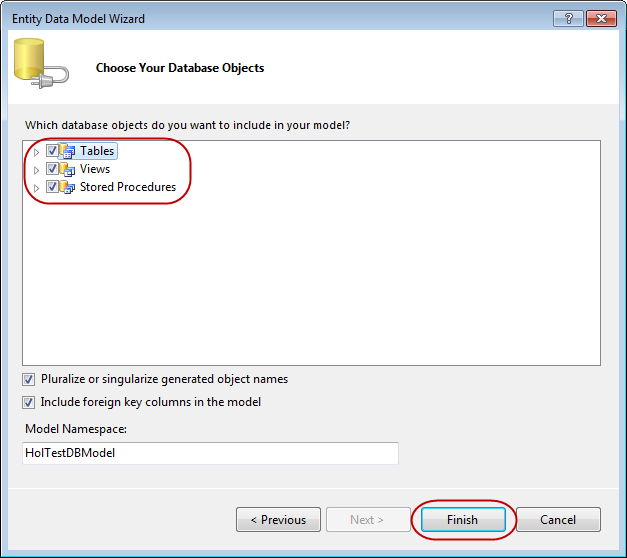 Entity Data Model Wizard
?
Choose Your Database Objects
Which database objects do you want to include in your model?
Tables
Views
Stored Procedures
Pluralize or singularize generated object names
Include foreign key columns in the model
Model Namespace:
HolTestDBModel
< Previous Next > Finish Cancel